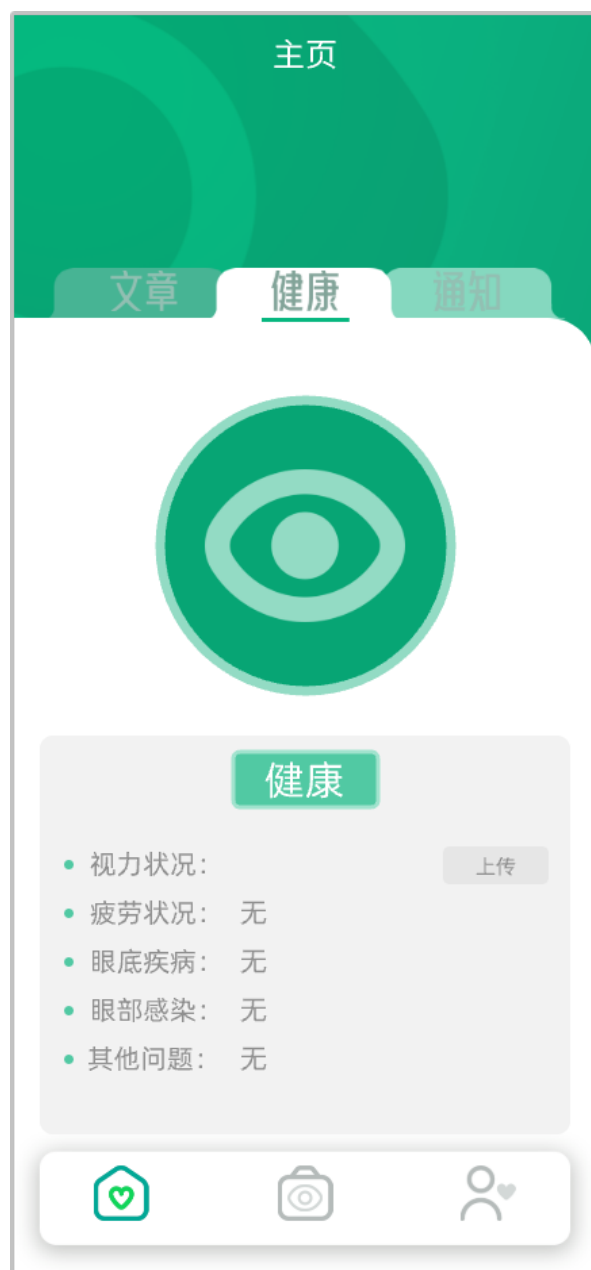 主页
文章 健康 通知
健康
视力状况： 上传
疲劳状况： 无
眼底疾病： 无
眼部感染： 无
其他问题： 无